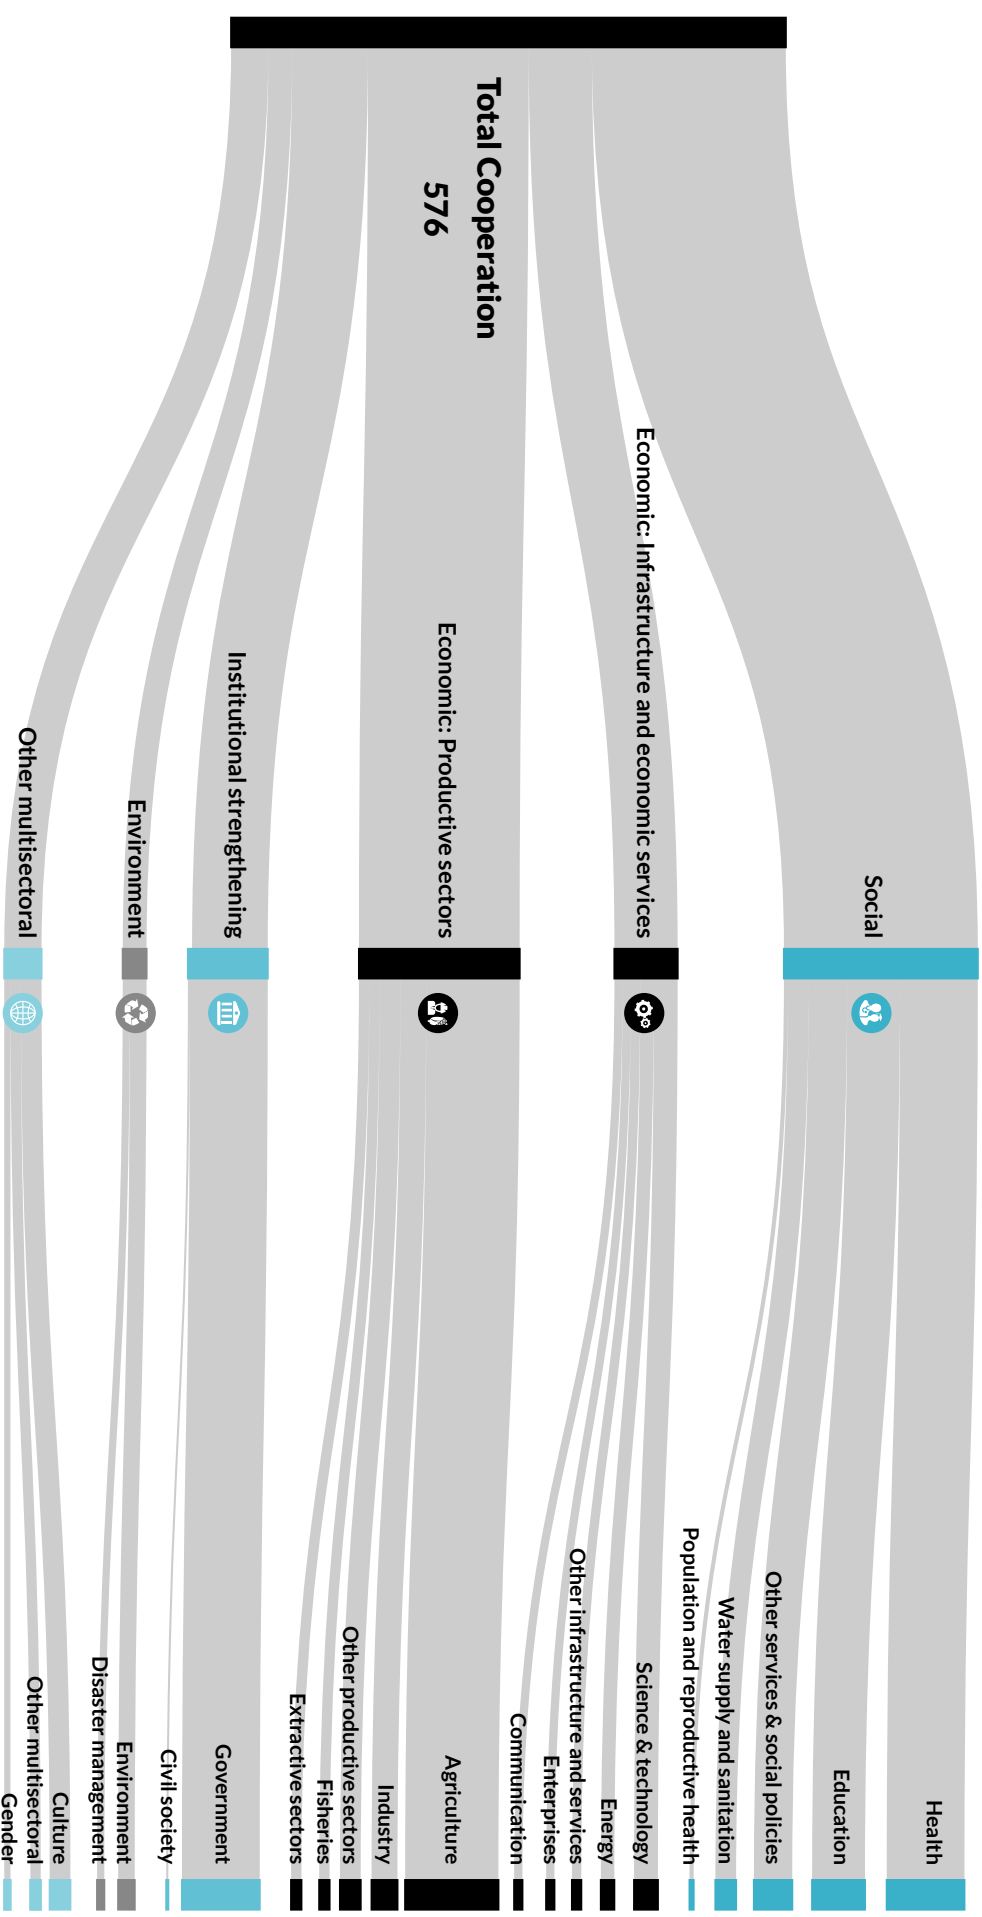 Total Cooperation
576
Social
Economic: Infrastructure and economic services
Economic: Productive sectors
Institutional strengthening
Environment
Other multisectoral
Health
Education
Other services & social policies
Water supply and sanitation
Population and reproductive health
Science & technology
Energy
Other infrastructure and services
Enterprises
Communication
Agriculture
Industry
Other productive sectors
Fisheries
Extractive sectors
Government
Civil society
Environment
Disaster management
Culture
Other multisectoral
Gender